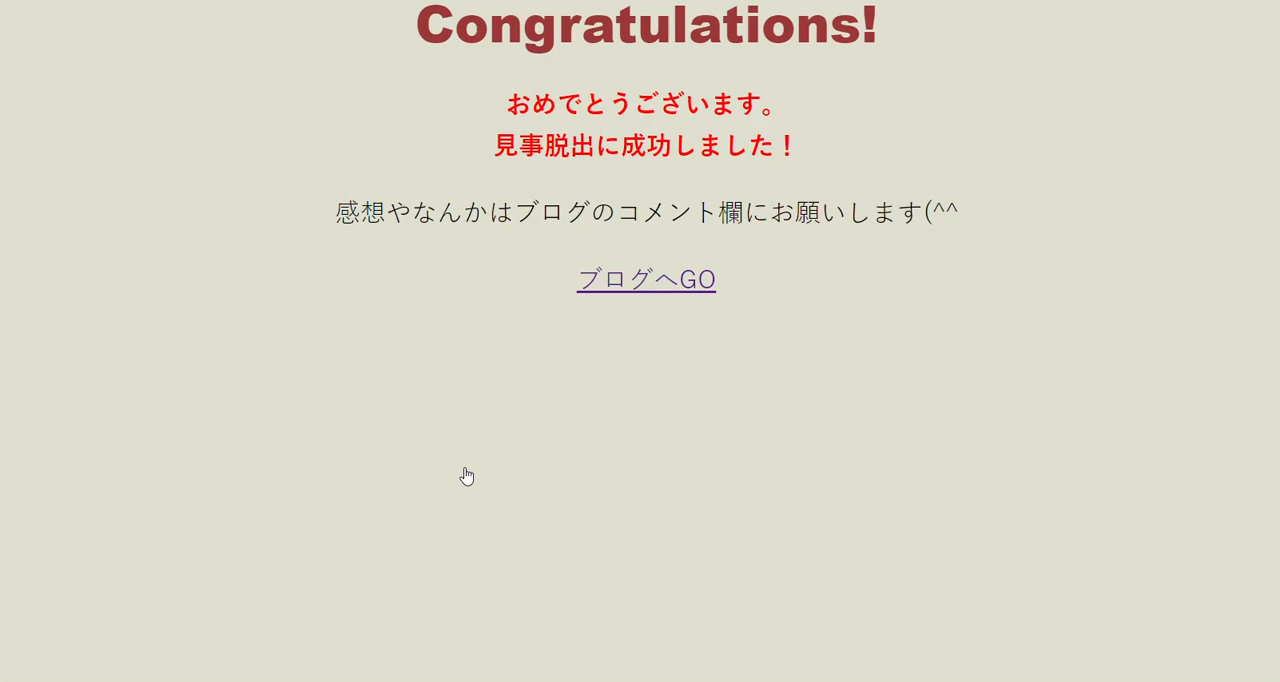 Congratulations!
おめでとうございます。
見事脱出に成功しました！
感想やなんかはブログのコメント欄にお願いします(^^
ブログへGO